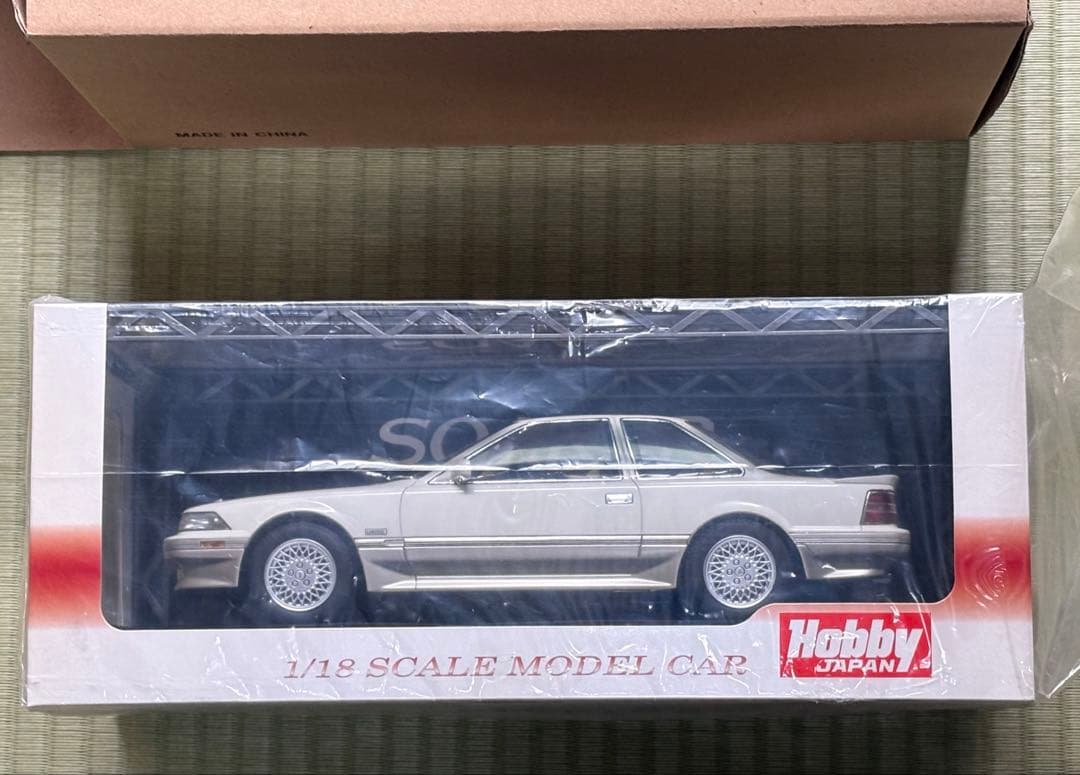 MADE IN CHINA
1/18 SCALE MODEL CAR
Hobby
JAPAN